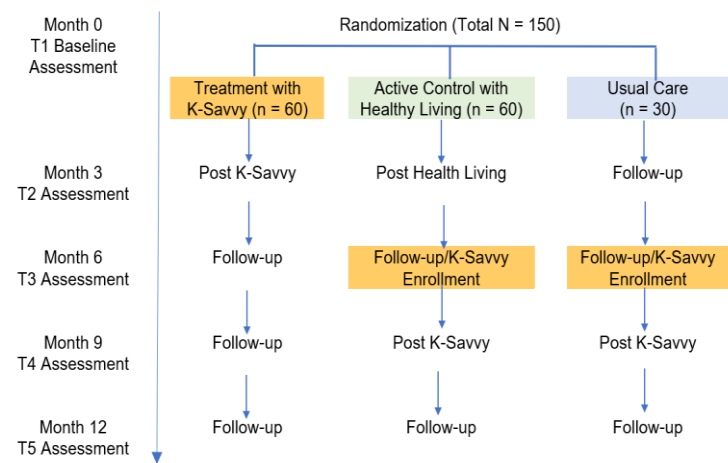 Month 0
T1 Baseline
Assessment
Randomization (Total N = 150)
Treatment with
K-Savvy (n = 60)
Active Control with
Healthy Living (n = 60)
Usual Care
(n = 30)
Month 3
T2 Assessment
Post K-Savvy
Post Health Living
Follow-up
Month 6
T3 Assessment
Follow-up
Follow-up/K-Savvy
Enrollment
Follow-up/K-Savvy
Enrollment
Month 9
T4 Assessment
Follow-up
Post K-Savvy
Post K-Savvy
Month 12
T5 Assessment
Follow-up
Follow-up
Follow-up